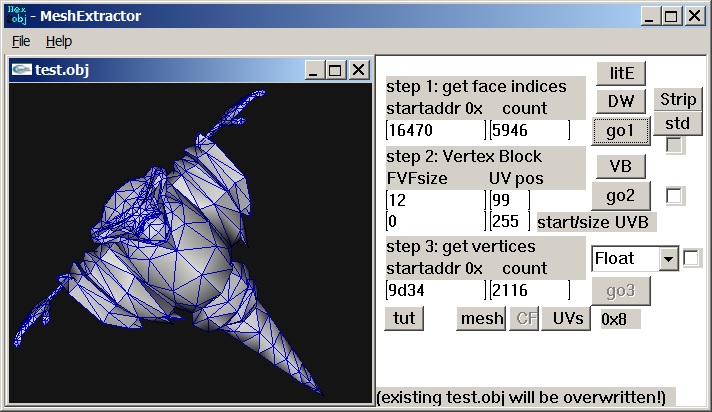 Hex obj - MeshExtractor
File Help
test.obj
step 1: get face indices
litE
startaddr 0x count
DW
Strip
16470 5946
go1
std
step 2: Vertex Block
VB
FVFsize UV pos
12 99
go2
0 255 start/size UVB
step 3: get vertices
Float
startaddr 0x count
9d34 2116
go3
tut mesh CF UVs 0x8
(existing test.obj will be overwritten!)